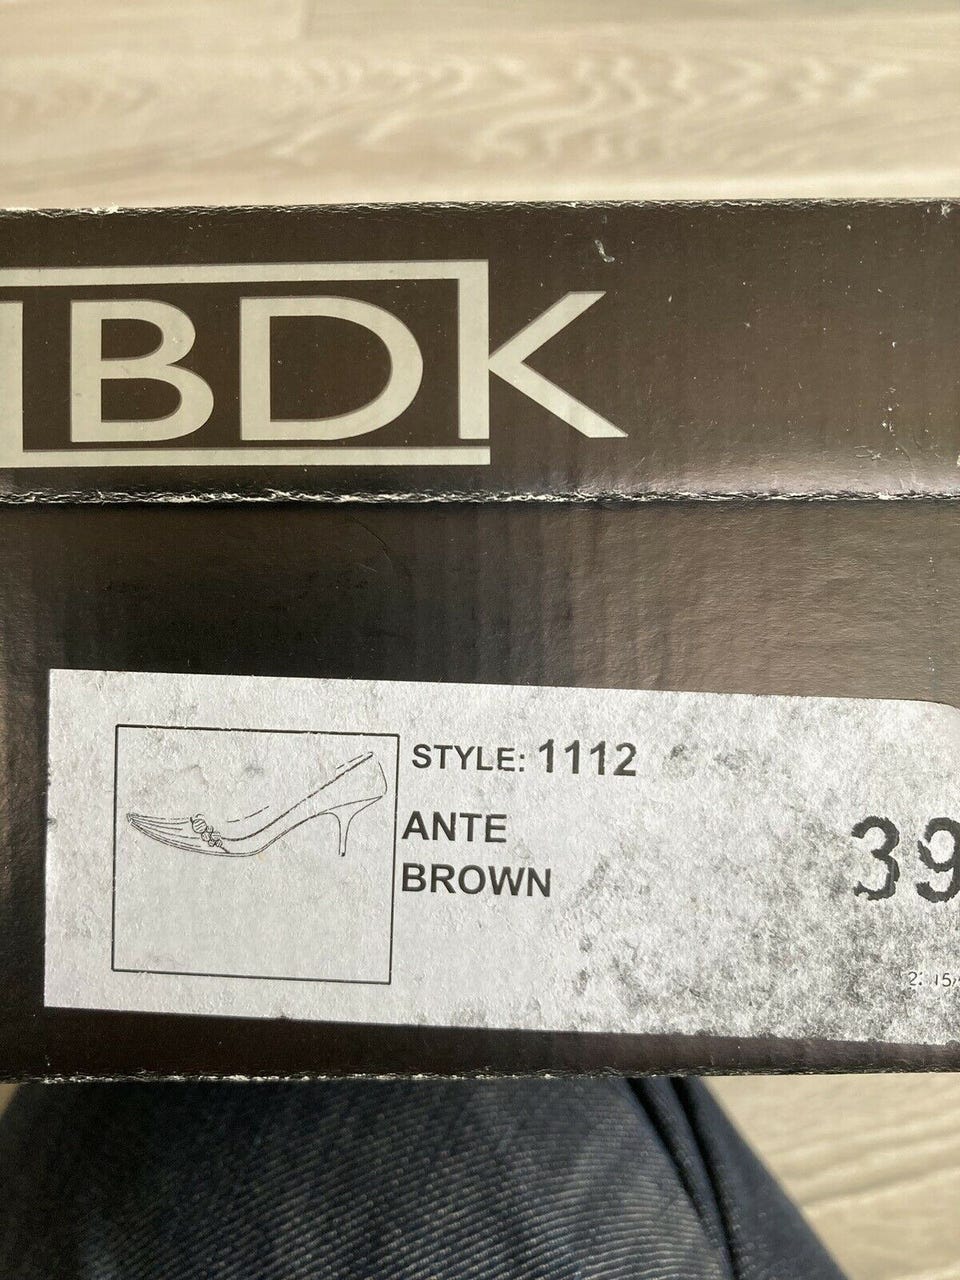 BDK
STYLE: 1112
ANTE
BROWN
39